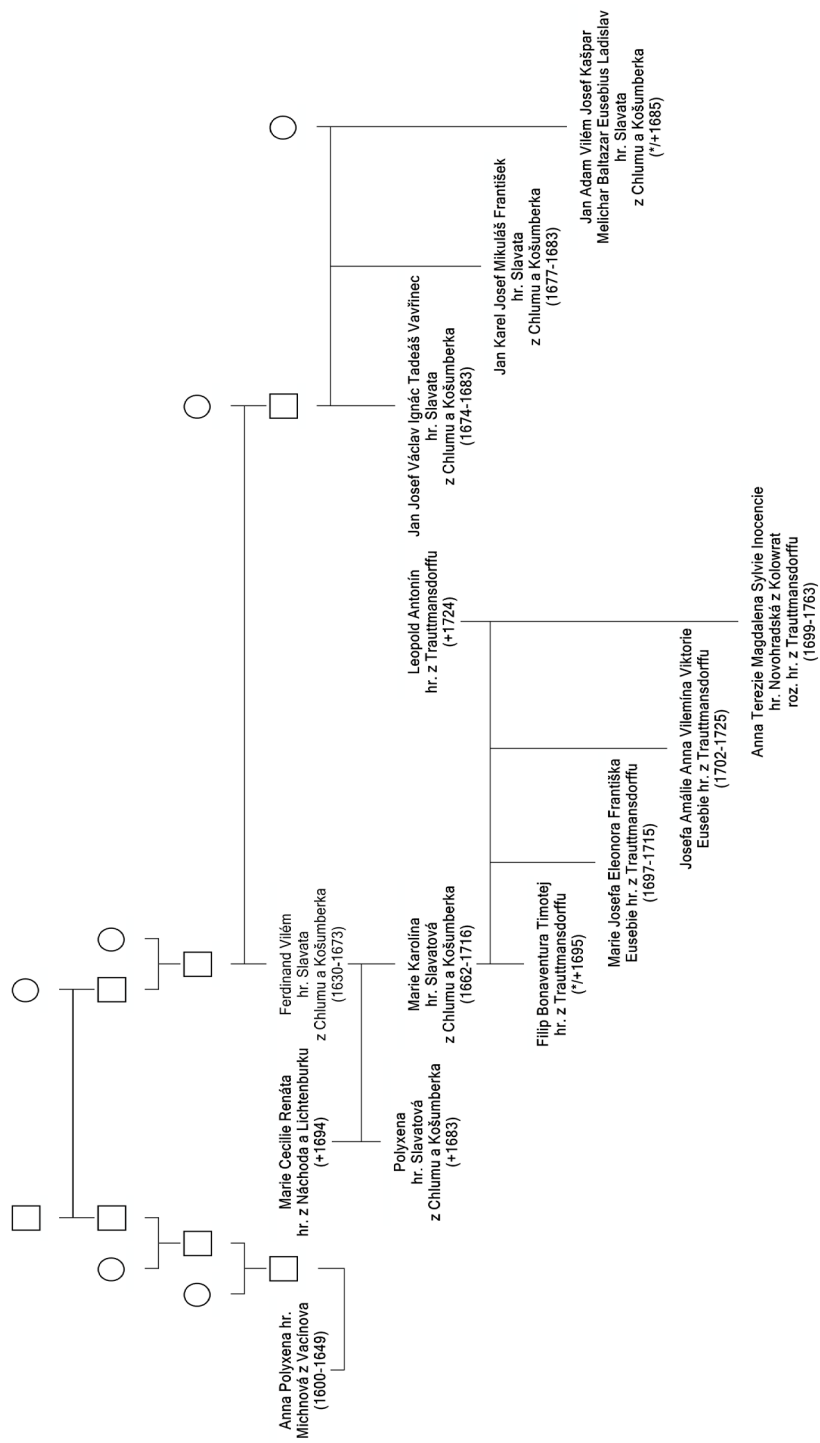 Anna Polyxena hr.
Michnová z Vacínova
(1600-1649)
Marie Cecilie Renáta
hr. z Náchoda a Lichtenburku
(+1694)
Ferdinand Vilém
hr. Slavata
z Chlumu a Košumberka
(1630-1673)
Polyxena
hr. Slavatová
z Chlumu a Košumberka
(+1683)
Marie Karolína
hr. Slavatová
z Chlumu a Košumberka
(1662-1716)
Leopold Antonín
hr. z Trauttmansdorffu
(+1724)
Jan Josef Václav Ignác Tadeáš Vavřinec
hr. Slavata
z Chlumu a Košumberka
(1674-1683)
Jan Karel Josef Mikuláš František
hr. Slavata
z Chlumu a Košumberka
(1677-1683)
Jan Adam Vilém Josef Kašpar
Melichar Baltazar Eusebius Ladislav
hr. Slavata
z Chlumu a Košumberka
(*/+1685)
Filip Bonaventura Timotej
hr. z Trauttmansdorffu
(*/+1695)
Marie Josefa Eleonora Františka
Eusebie hr. z Trauttmansdorffu
(1697-1715)
Josefa Amálie Anna Vilemína Viktorie
Eusebie hr. z Trauttmansdorffu
(1702-1725)
Anna Terezie Magdalena Sylvie Inocencie
hr. Novohradská z Kolowrat
roz. hr. z Trauttmansdorffu
(1699-1763)